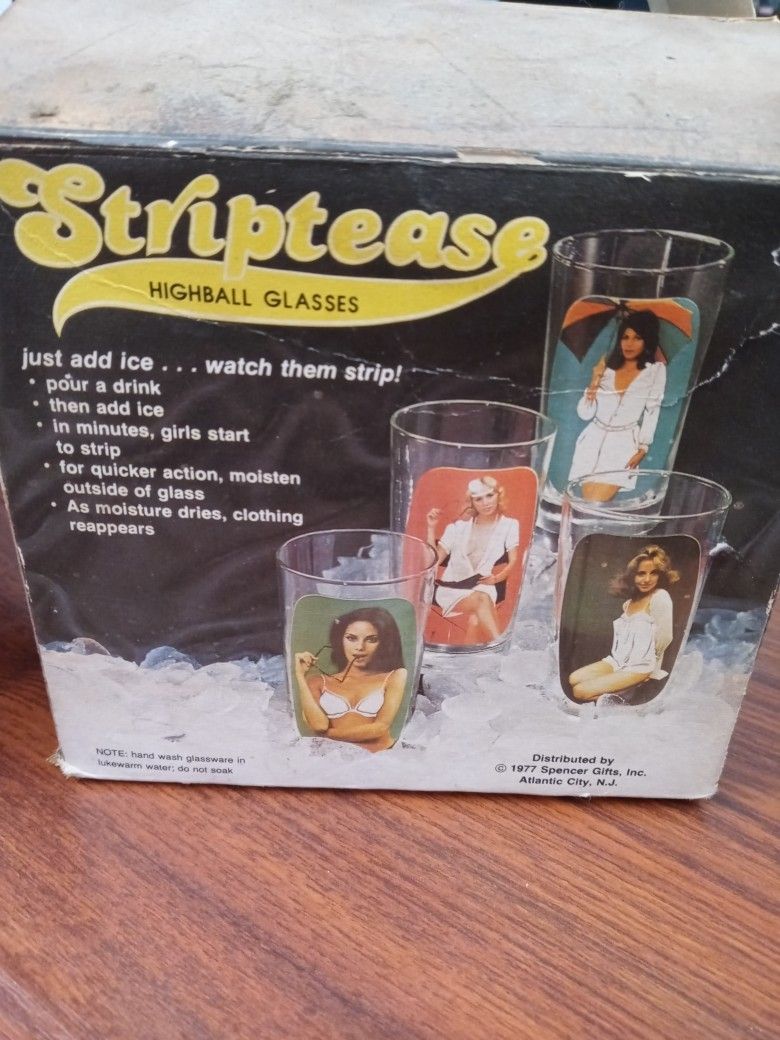 Striptease
HIGHBALL GLASSES
just add ice . . . watch them strip!
• pour a drink
• then add ice
• in minutes, girls start
to strip
• for quicker action, moisten
outside of glass
• As moisture dries, clothing
reappears
NOTE: hand wash glassware in
lukewarm water; do not soak
Distributed by
© 1977 Spencer Gifts, Inc.
Atlantic City, N.J.